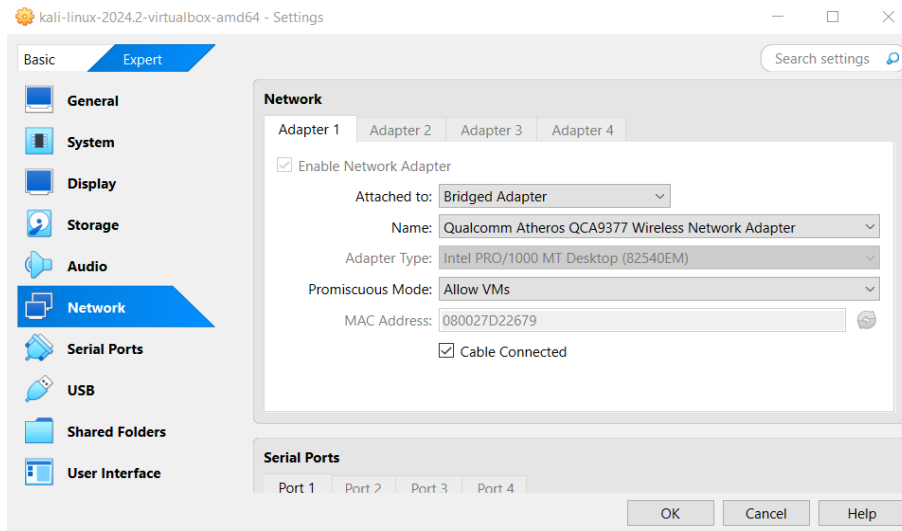 kali-linux-2024.2-virtualbox-amd64 - Settings
Basic
Expert
Search settings
General
System
Display
Storage
Audio
Network
Serial Ports
USB
Shared Folders
User Interface
Network
Adapter 1 Adapter 2 Adapter 3 Adapter 4
Enable Network Adapter
Attached to: Bridged Adapter
Name: Qualcomm Atheros QCA9377 Wireless Network Adapter
Adapter Type: Intel PRO/1000 MT Desktop (82540EM)
Promiscuous Mode: Allow VMs
MAC Address: 080027D22679
Cable Connected
Serial Ports
Port 1 Port 2 Port 3 Port 4
OK Cancel Help